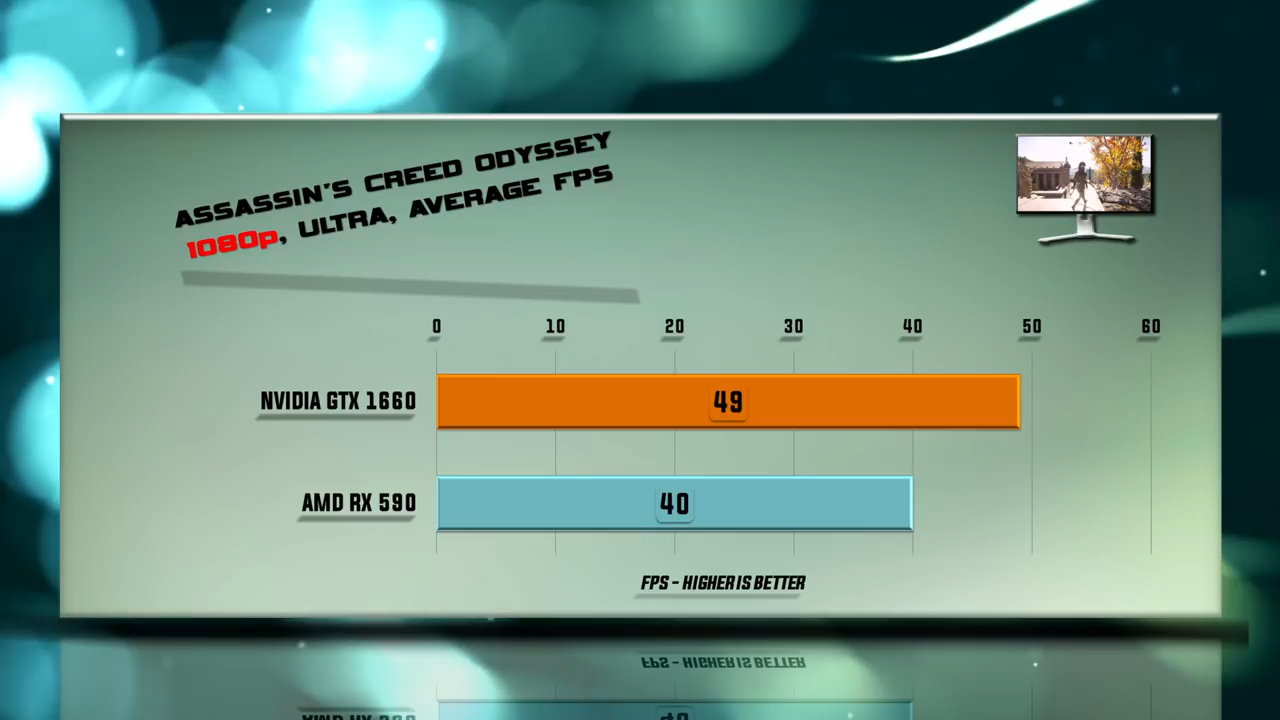 ASSASSIN'S CREED ODYSSEY
1080p, ULTRA, AVERAGE FPS
0 10 20 30 40 50 60
NVIDIA GTX 1660 49
AMD RX 590 40
FPS - HIGHER IS BETTER